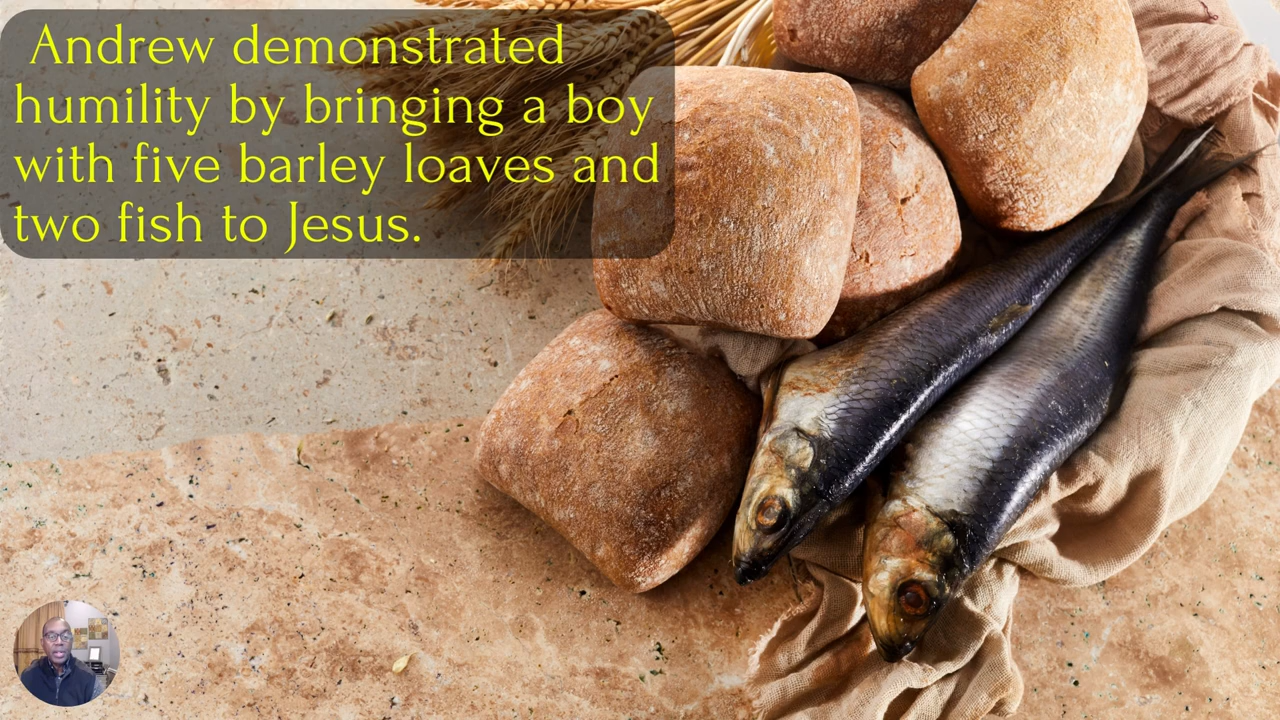 Andrew demonstrated
humility by bringing a boy
with five barley loaves and
two fish to Jesus.